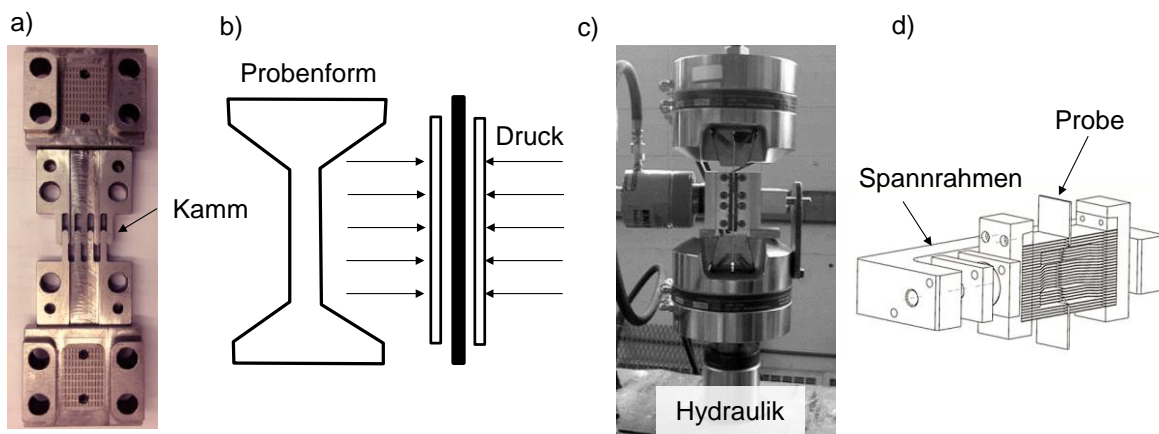 a)
b)
c)
d)
Probenform
Druck
Kamm
Probe
Spannrahmen
Hydraulik